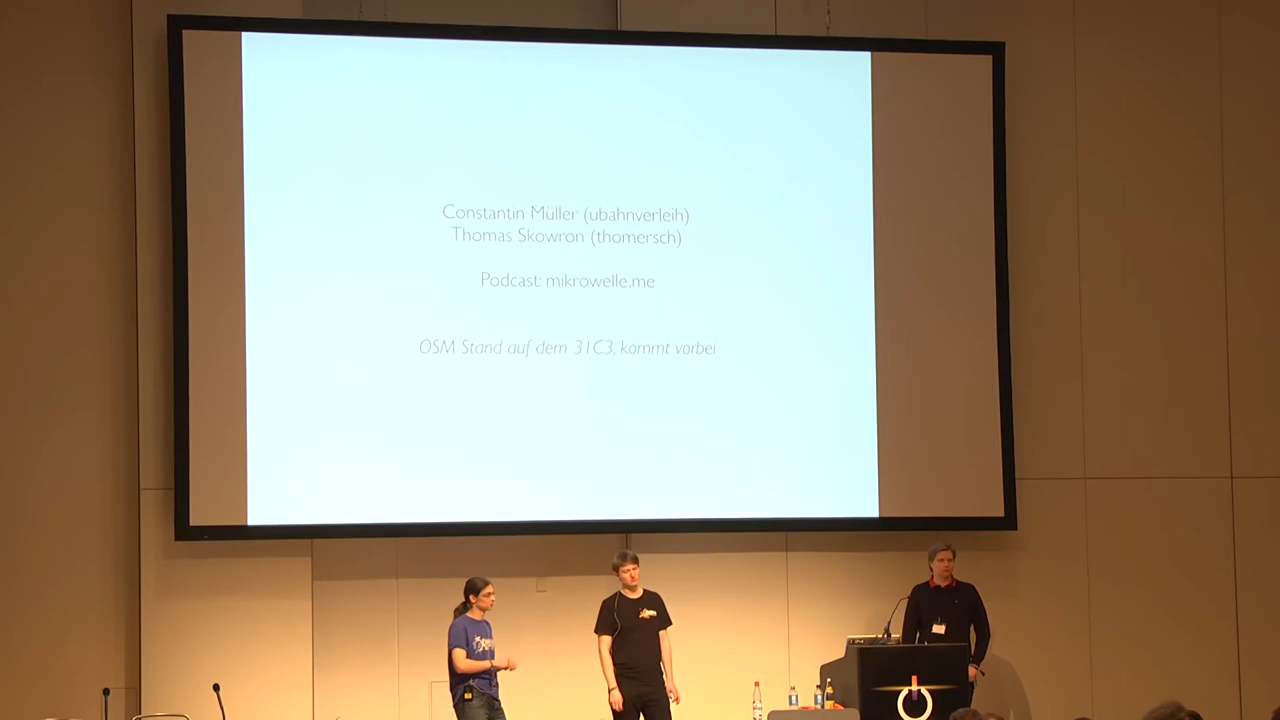 Constantin Müller (ubahnverleih)
Thomas Skowron (thomersch)
Podcast: mikrowelle.me
OSM Stand auf dem 31C3, kommt vorbei